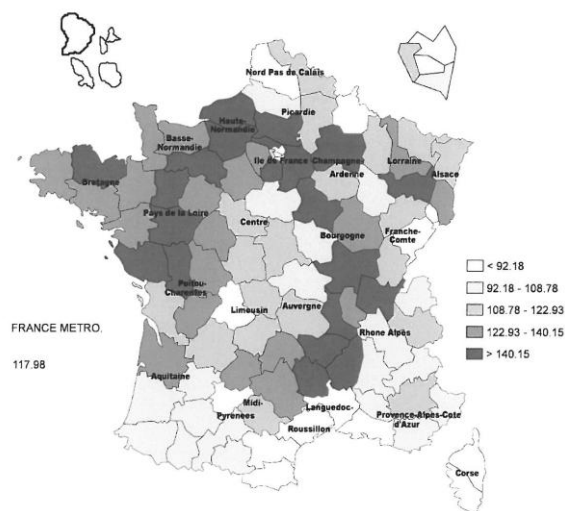 Nord Pas de Calais
Picardie
Haute-
Normandie
Basse-
Normandie
Ile de France
Champagne
Ardenne
Lorraine
Alsace
Bretagne
Pays de la Loire
Centre
Bourgogne
Franche-
Comte
Poitou-
Charentes
Limousin
Auvergne
Rhone Alpes
Aquitaine
Midi-
Pyrenees
Languedoc-
Roussillon
Provence-Alpes-Cote
d'Azur
Corse
< 92.18
92.18 - 108.78
108.78 - 122.93
122.93 - 140.15
> 140.15
FRANCE METRO.
117.98